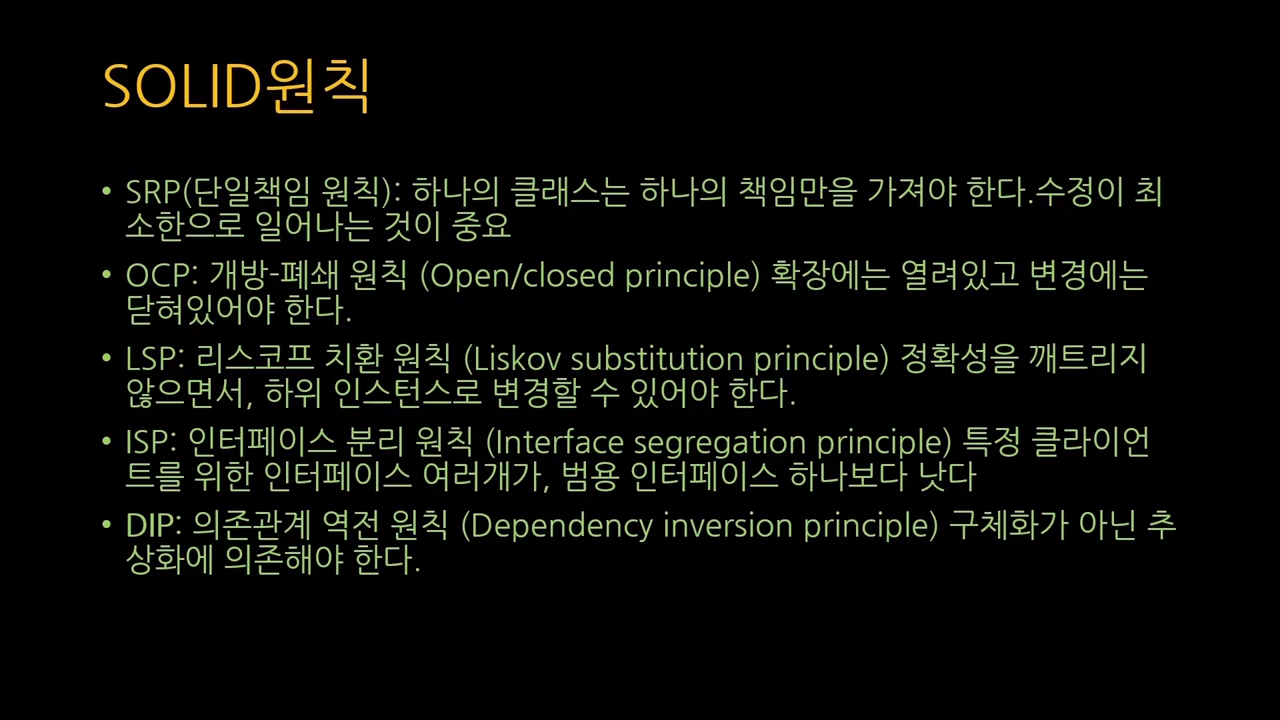 SOLID원칙
• SRP(단일책임 원칙): 하나의 클래스는 하나의 책임만을 가져야 한다.수정이 최
소한으로 일어나는 것이 중요
• OCP: 개방-폐쇄 원칙 (Open/closed principle) 확장에는 열려있고 변경에는
닫혀있어야 한다.
• LSP: 리스코프 치환 원칙 (Liskov substitution principle) 정확성을 깨트리지
않으면서, 하위 인스턴스로 변경할 수 있어야 한다.
• ISP: 인터페이스 분리 원칙 (Interface segregation principle) 특정 클라이언
트를 위한 인터페이스 여러개가, 범용 인터페이스 하나보다 낫다
• DIP: 의존관계 역전 원칙 (Dependency inversion principle) 구체화가 아닌 추
상화에 의존해야 한다.